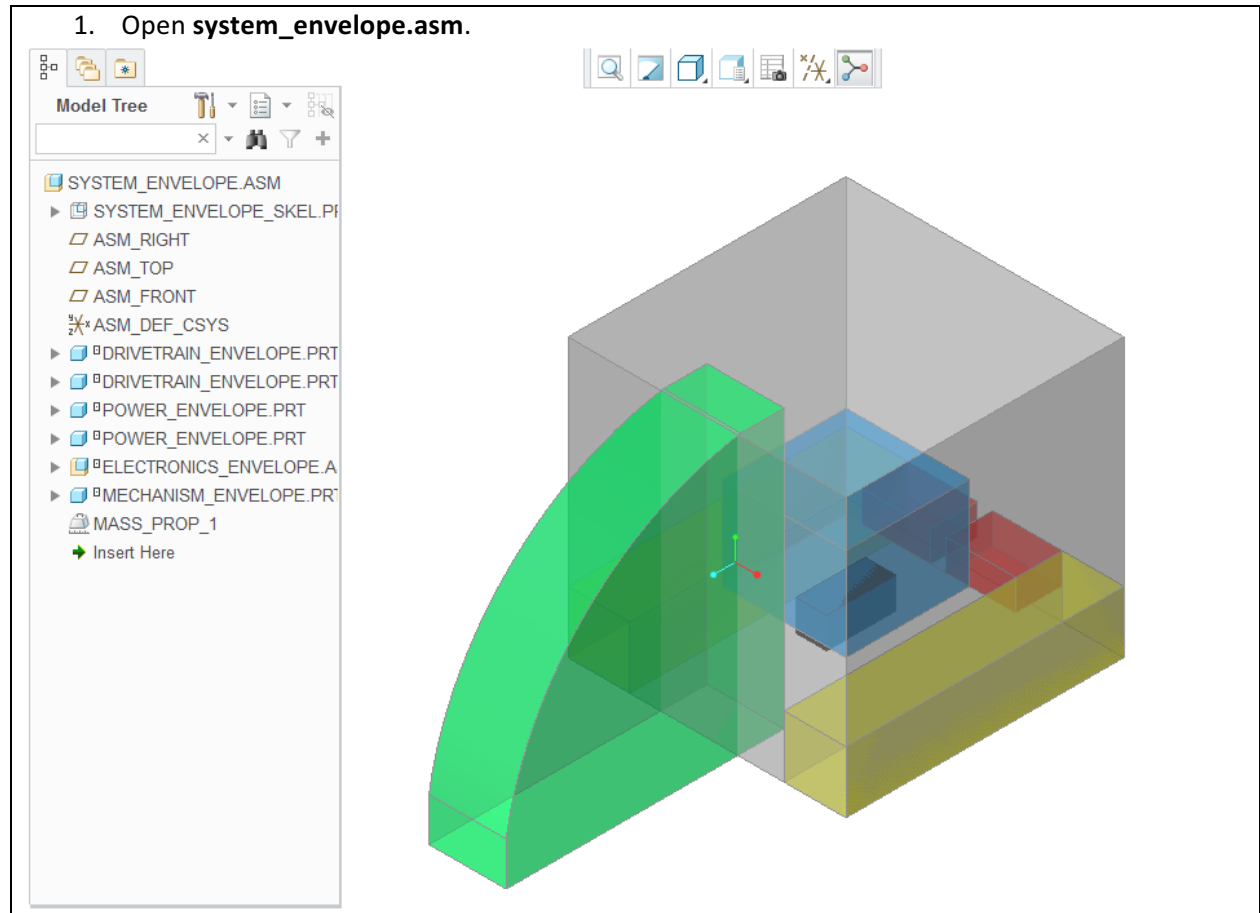 1. Open system_envelope.asm.
Model Tree
SYSTEM_ENVELOPE.ASM
SYSTEM_ENVELOPE_SKEL.PF
ASM_RIGHT
ASM_TOP
ASM_FRONT
ASM_DEF_CSYS
DRIVETRAIN_ENVELOPE.PRT
DRIVETRAIN_ENVELOPE.PRT
POWER_ENVELOPE.PRT
POWER_ENVELOPE.PRT
ELECTRONICS_ENVELOPE.A
MECHANISM_ENVELOPE.PRT
MASS_PROP_1
Insert Here